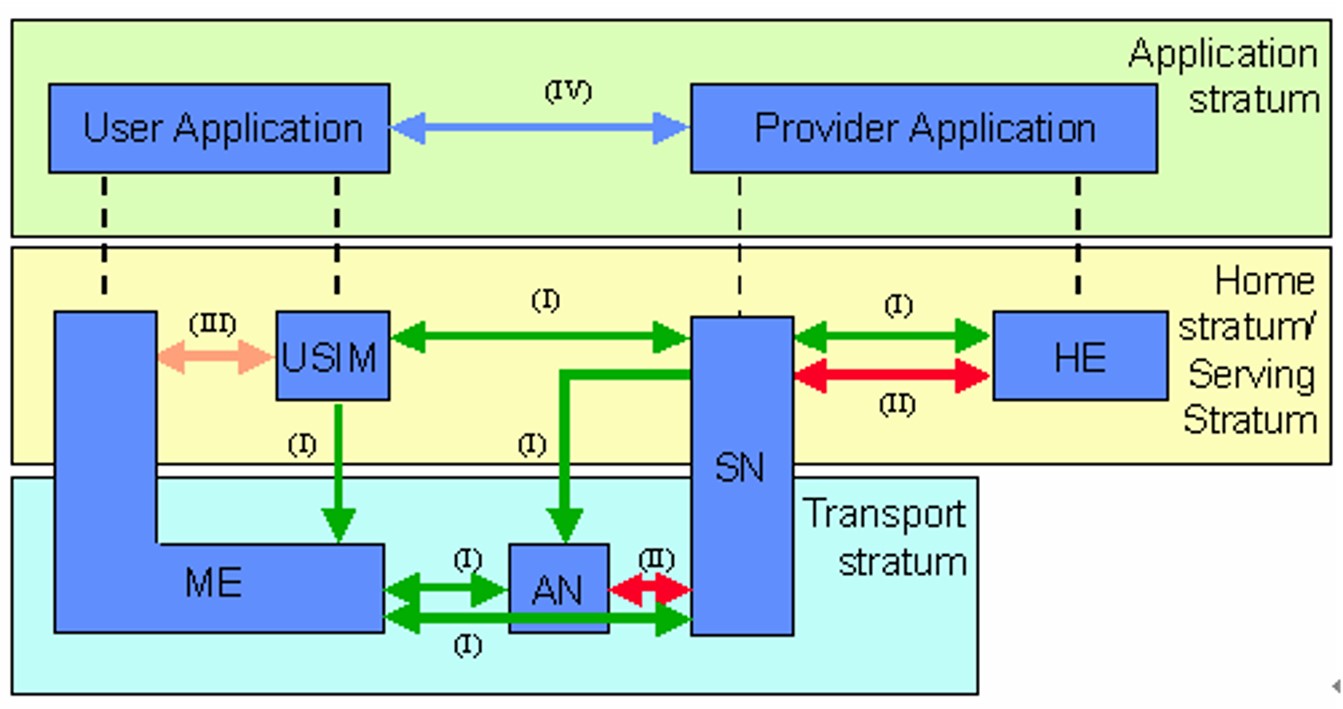 Application
stratum
(IV)
User Application
Provider Application
Home
stratum/
Serving
Stratum
(I)
(I)
(III)
USIM
HE
(II)
(I)
(I)
SN
Transport
stratum
(I)
(II)
ME
AN
(I)